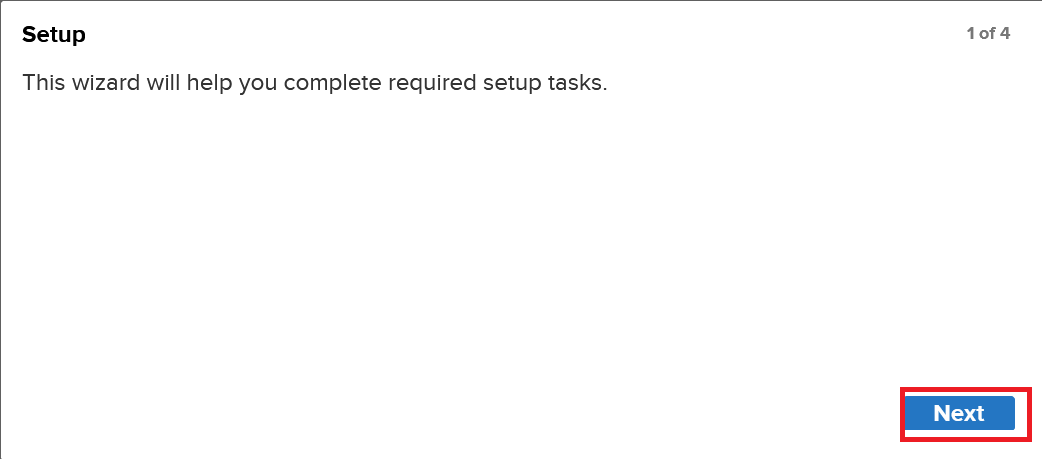 Setup
1 of 4
This wizard will help you complete required setup tasks.
Next